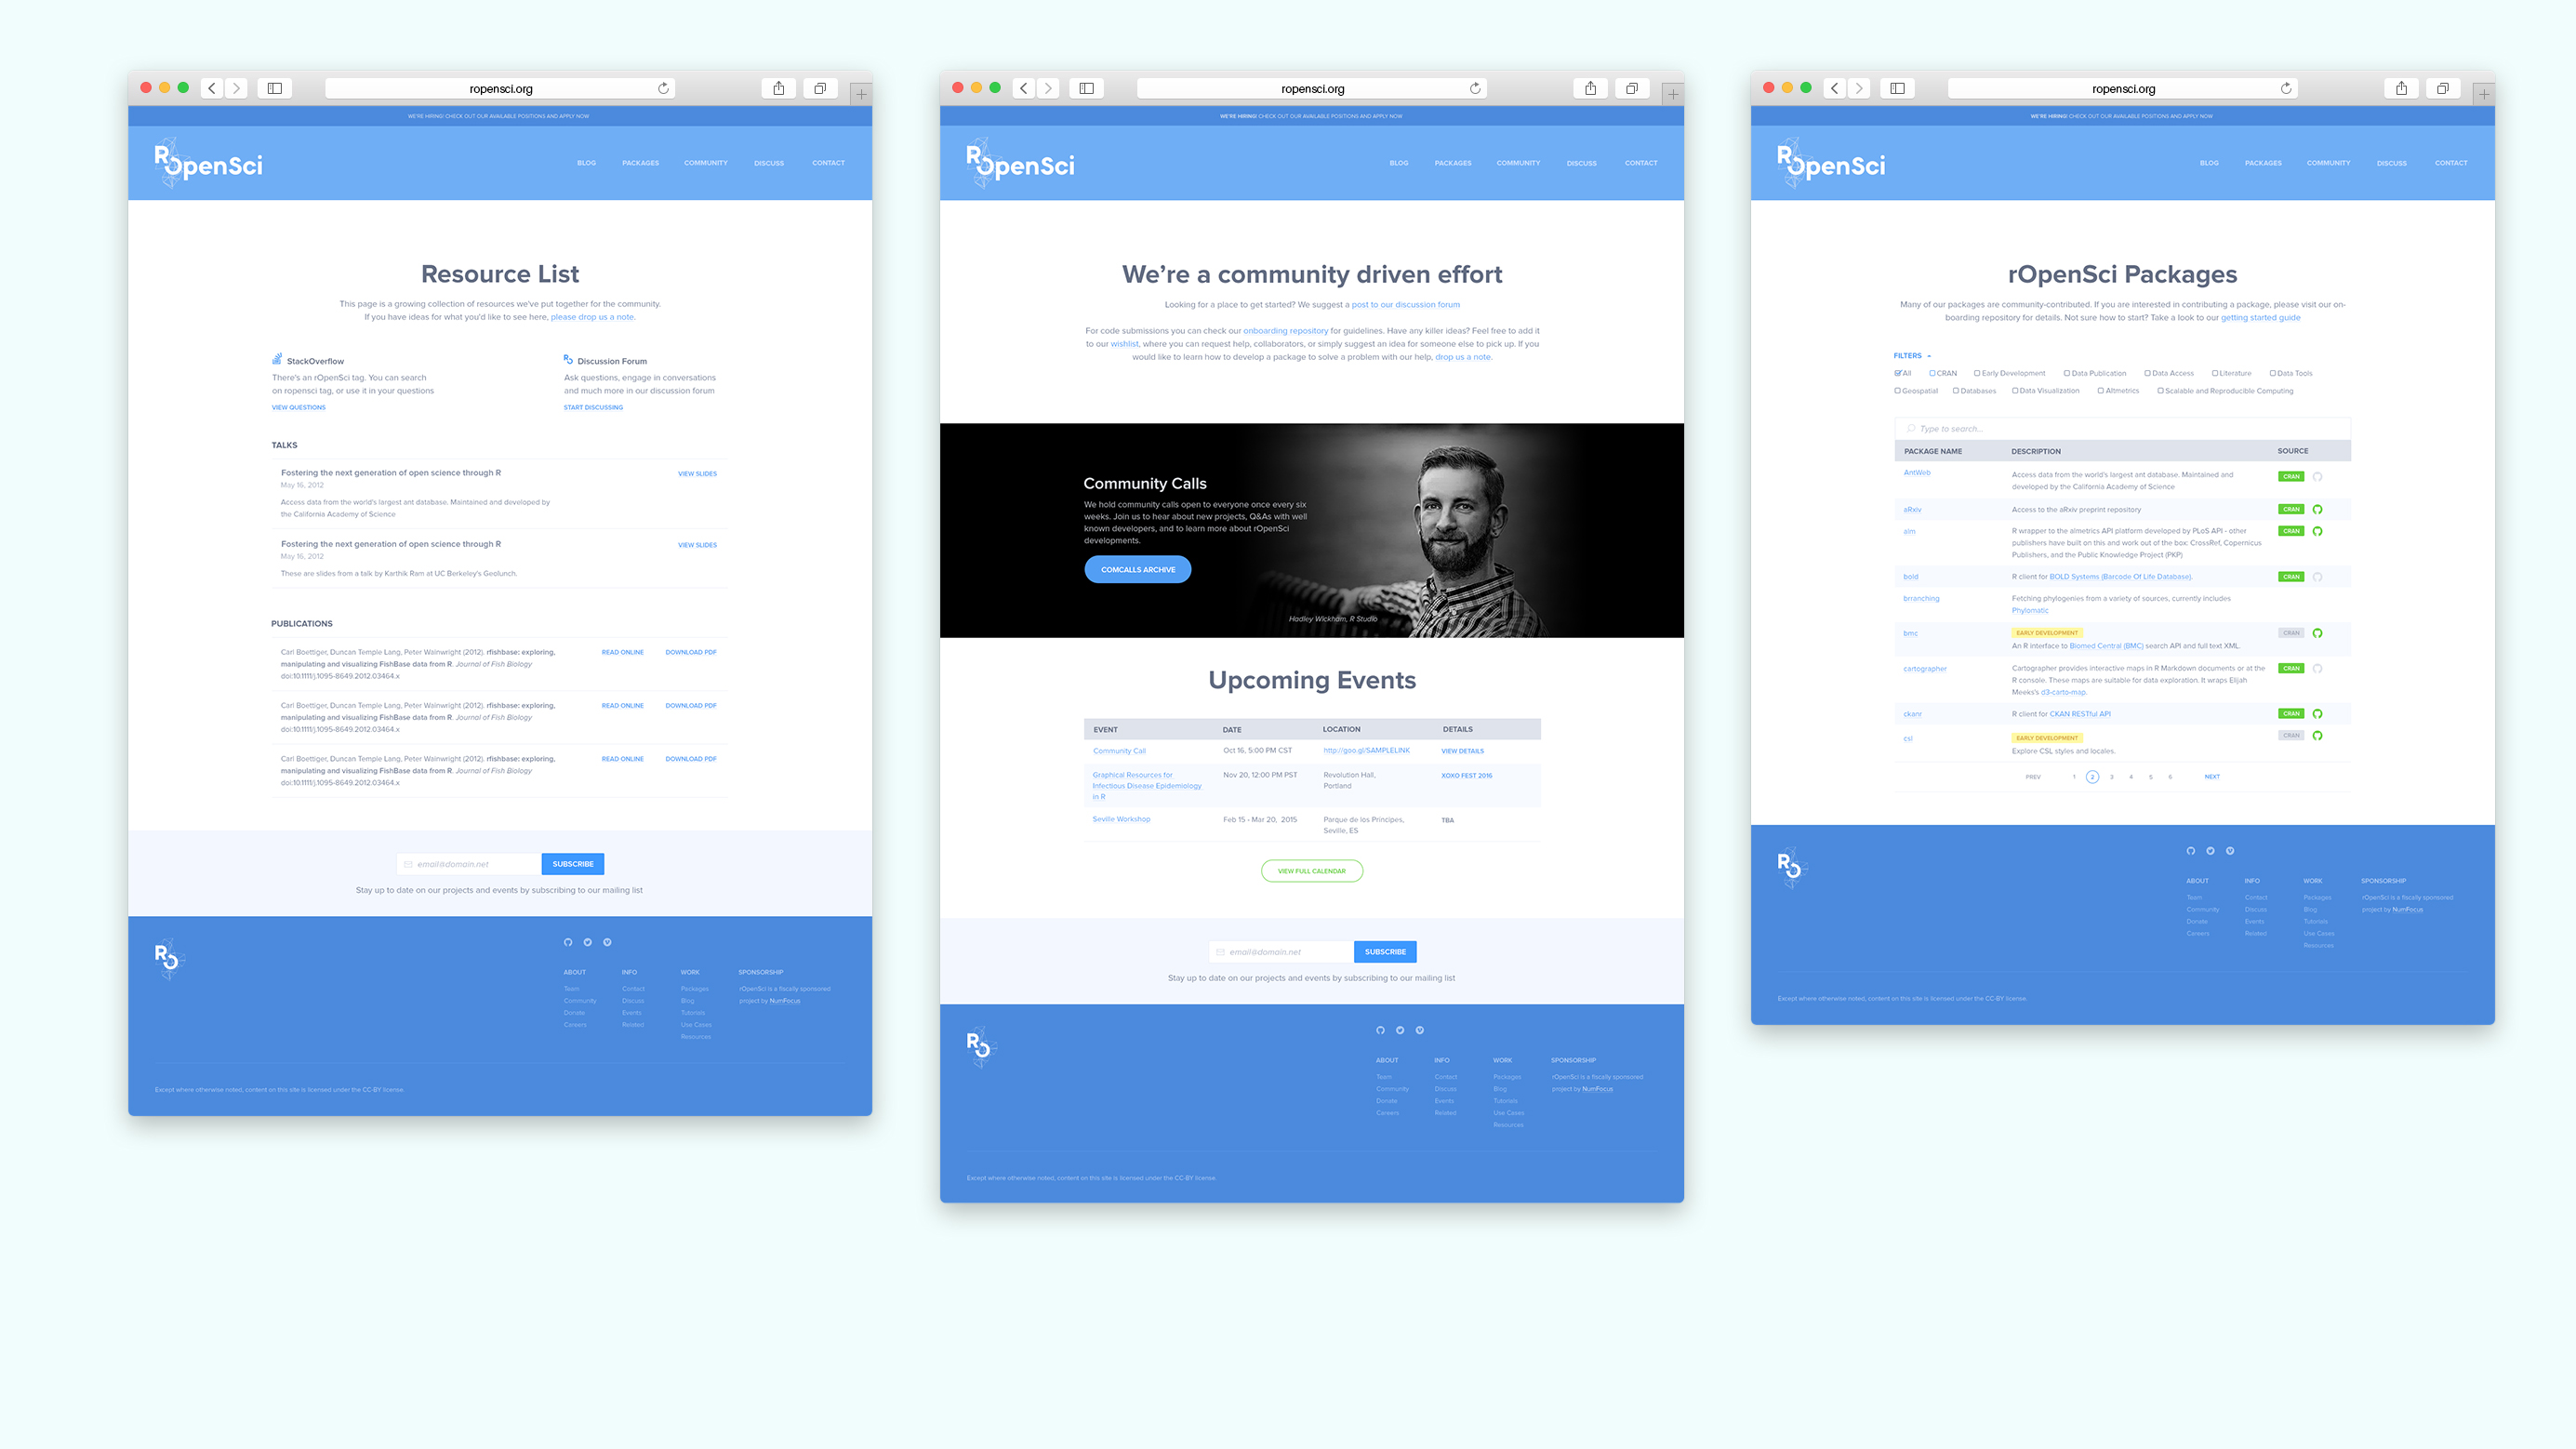 ropensci.org
WE'RE HIRING! CHECK OUT OUR AVAILABLE POSITIONS AND APPLY NOW
ROpenSci
BLOG PACKAGES COMMUNITY DISCUSS CONTACT
Resource List
This page is a growing collection of resources we've put together for the community.
If you have ideas for what you'd like to see here, please drop us a note.
StackOverflow
There's an rOpenSci tag. You can search
on ropensci tag, or use it in your questions
VIEW QUESTIONS
Discussion Forum
Ask questions, engage in conversations
and much more in our discussion forum
START DISCUSSING
TALKS
Fostering the next generation of open science through R
VIEW SLIDES
May 16, 2012
Access data from the world's largest ant database. Maintained and developed by
the California Academy of Science
Fostering the next generation of open science through R
VIEW SLIDES
May 16, 2012
These are slides from a talk by Karthik Ram at UC Berkeley's Geolunch.
PUBLICATIONS
Carl Boettiger, Duncan Temple Lang, Peter Wainwright (2012). rfishbase: exploring,
READ ONLINE DOWNLOAD PDF
manipulating and visualizing FishBase data from R. Journal of Fish Biology
doi:10.1111/j.1095-8649.2012.03464.x
Carl Boettiger, Duncan Temple Lang, Peter Wainwright (2012). rfishbase: exploring,
READ ONLINE DOWNLOAD PDF
manipulating and visualizing FishBase data from R. Journal of Fish Biology
doi:10.1111/j.1095-8649.2012.03464.x
Carl Boettiger, Duncan Temple Lang, Peter Wainwright (2012). rfishbase: exploring,
READ ONLINE DOWNLOAD PDF
manipulating and visualizing FishBase data from R. Journal of Fish Biology
doi:10.1111/j.1095-8649.2012.03464.x
email@domain.net SUBSCRIBE
Stay up to date on our projects and events by subscribing to our mailing list
RO
ABOUT INFO WORK SPONSORSHIP
Team Contact Packages rOpenSci is a fiscally sponsored
Community Discuss Blog project by NumFocus
Donate Events Tutorials
Careers Related Use Cases
Resources
Except where otherwise noted, content on this site is licensed under the CC-BY license.
ropensci.org
WE'RE HIRING! CHECK OUT OUR AVAILABLE POSITIONS AND APPLY NOW
ROpenSci
BLOG PACKAGES COMMUNITY DISCUSS CONTACT
We're a community driven effort
Looking for a place to get started? We suggest a post to our discussion forum
For code submissions you can check our onboarding repository for guidelines. Have any killer ideas? Feel free to add it
to our wishlist, where you can request help, collaborators, or simply suggest an idea for someone else to pick up. If you
would like to learn how to develop a package to solve a problem with our help, drop us a note.
Community Calls
We hold community calls open to everyone once every six
weeks. Join us to hear about new projects, Q&As with well
known developers, and to learn more about rOpenSci
developments.
COMCALLS ARCHIVE
Hadley Wickham, R Studio
Upcoming Events
EVENT DATE LOCATION DETAILS
Community Call Oct 16, 5:00 PM CST http://goo.gl/SAMPLELINK VIEW DETAILS
Graphical Resources for Nov 20, 12:00 PM PST Revolution Hall, XOXO FEST 2016
Infectious Disease Epidemiology Portland
in R
Seville Workshop Feb 15 - Mar 20, 2015 Parque de los Principes, TBA
Seville, ES
VIEW FULL CALENDAR
email@domain.net SUBSCRIBE
Stay up to date on our projects and events by subscribing to our mailing list
RO
ABOUT INFO WORK SPONSORSHIP
Team Contact Packages rOpenSci is a fiscally sponsored
Community Discuss Blog project by NumFocus
Donate Events Tutorials
Careers Related Use Cases
Resources
Except where otherwise noted, content on this site is licensed under the CC-BY license.
ropensci.org
WE'RE HIRING! CHECK OUT OUR AVAILABLE POSITIONS AND APPLY NOW
ROpenSci
BLOG PACKAGES COMMUNITY DISCUSS CONTACT
rOpenSci Packages
Many of our packages are community-contributed. If you are interested in contributing a package, please visit our on-
boarding repository for details. Not sure how to start? Take a look to our getting started guide
FILTERS
All CRAN Early Development Data Publication Data Access Literature Data Tools
Geospatial Databases Data Visualization Altmetrics Scalable and Reproducible Computing
Type to search...
PACKAGE NAME DESCRIPTION SOURCE
AntWeb Access data from the world's largest ant database. Maintained and CRAN
developed by the California Academy of Science
aRxiv Access to the aRxiv preprint repository CRAN
alm R wrapper to the almetrics API platform developed by PLoS API - other CRAN
publishers have built on this and work out of the box: CrossRef, Copernicus
Publishers, and the Public Knowledge Project (PKP)
bold R client for BOLD Systems (Barcode Of Life Database). CRAN
brranching Fetching phylogenies from a variety of sources, currently includes
Phylomatic
bmc EARLY DEVELOPMENT CRAN
An R interface to Biomed Central (BMC) search API and full text XML.
cartographer Cartographer provides interactive maps in R Markdown documents or at the CRAN
R console. These maps are suitable for data exploration. It wraps Elijah
Meeks's d3-carto-map.
ckanr R client for CKAN RESTful API CRAN
csl EARLY DEVELOPMENT CRAN
Explore CSL styles and locales.
PREV 1 2 3 4 5 6 NEXT
RO
ABOUT INFO WORK SPONSORSHIP
Team Contact Packages rOpenSci is a fiscally sponsored
Community Discuss Blog project by NumFocus
Donate Events Tutorials
Careers Related Use Cases
Resources
Except where otherwise noted, content on this site is licensed under the CC-BY license.